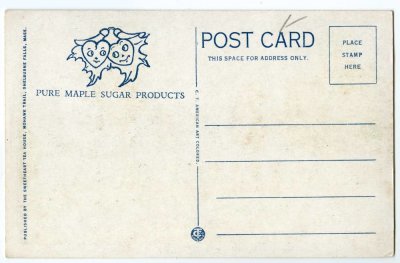 PURE MAPLE SUGAR PRODUCTS
PUBLISHED BY THE SWEETHEART TEA HOUSE, MOHAWK TRAIL, SHELBURNE FALLS, MASS.
C. T. AMERICAN ART COLORED.
POST CARD
THIS SPACE FOR ADDRESS ONLY.
PLACE
STAMP
HERE